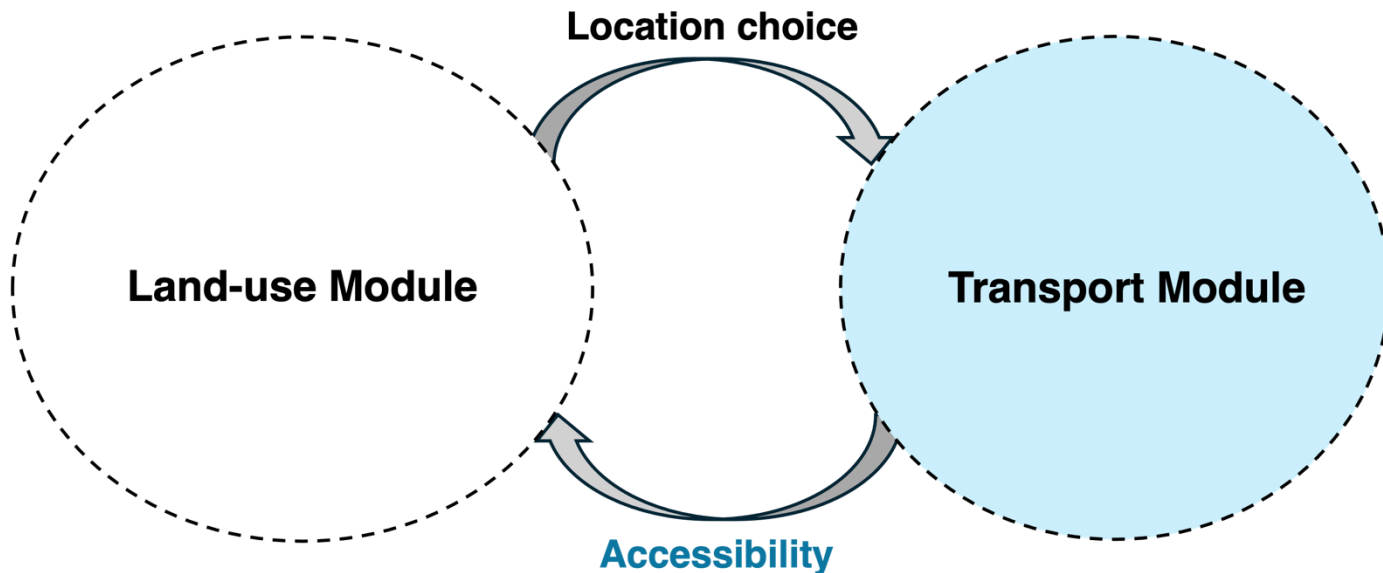 Location choice
Land-use Module
Transport Module
Accessibility